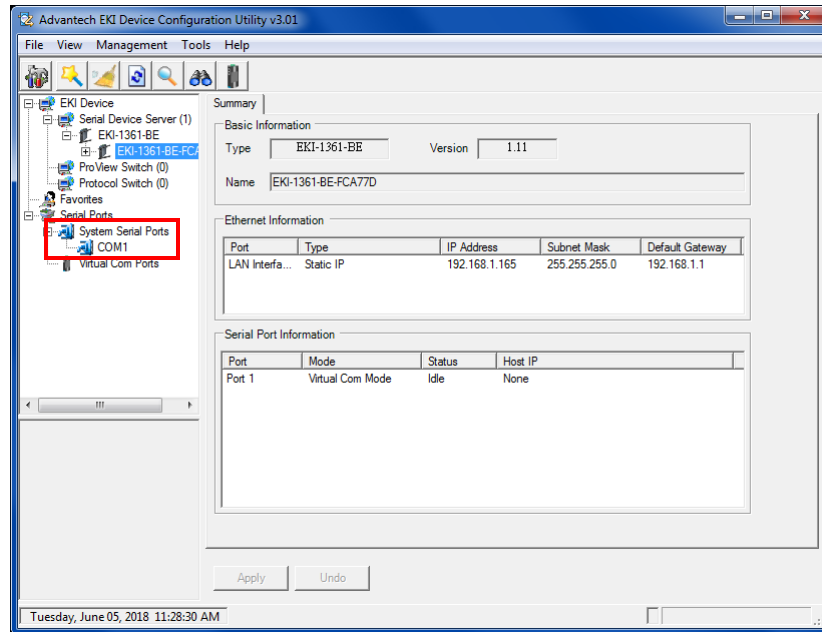 Advantech EKI Device Configuration Utility v3.01
File View Management Tools Help
EKI Device
Serial Device Server (1)
EKI-1361-BE
EKI-1361-BE-FCA
ProView Switch (0)
Protocol Switch (0)
Favorites
Serial Ports
System Serial Ports
COM1
Virtual Com Ports
Summary
Basic Information
Type EKI-1361-BE Version 1.11
Name EKI-1361-BE-FCA77D
Ethernet Information
Port Type IP Address Subnet Mask Default Gateway
LAN Interfa... Static IP 192.168.1.165 255.255.255.0 192.168.1.1
Serial Port Information
Port Mode Status Host IP
Port 1 Virtual Com Mode Idle None
Apply Undo
Tuesday, June 05, 2018 11:28:30 AM